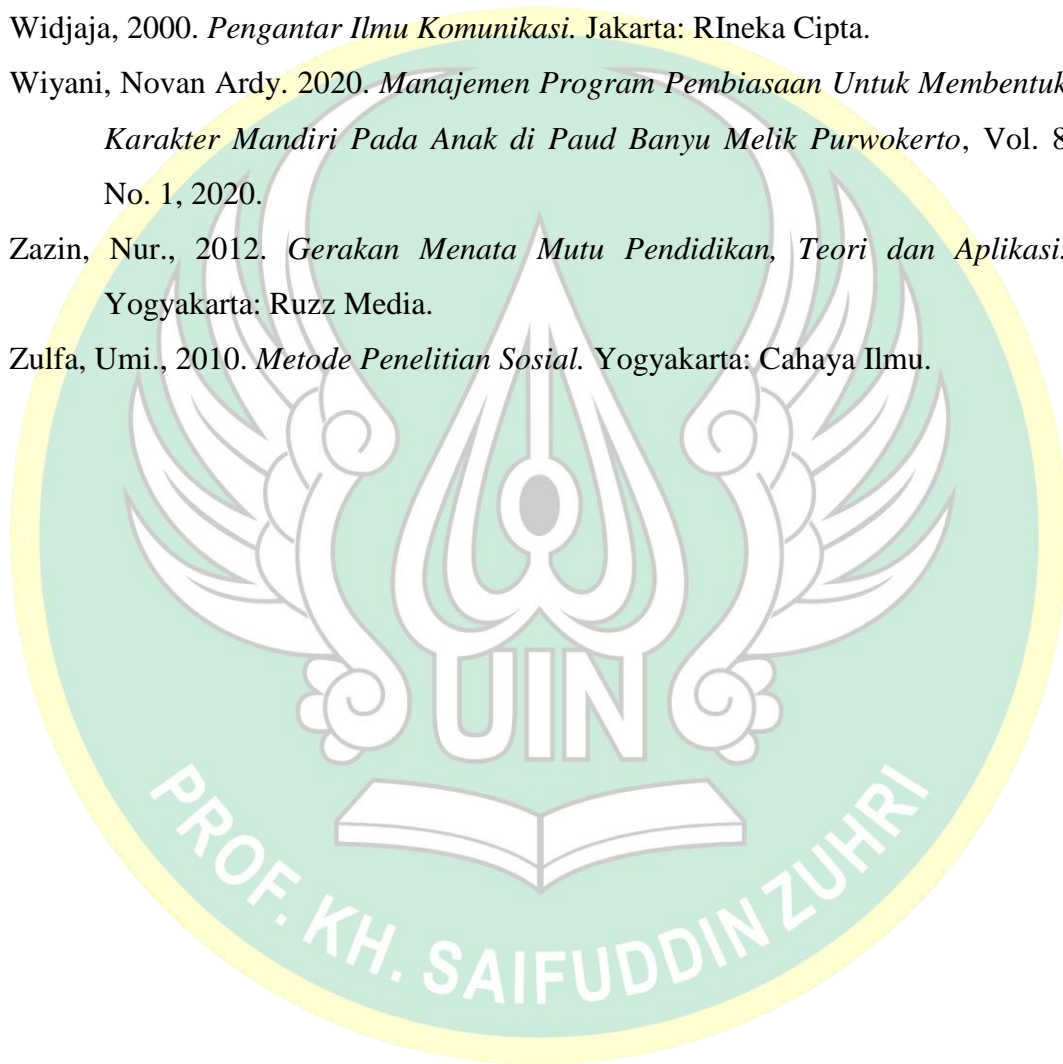 Widjaja, 2000. Pengantar Ilmu Komunikasi. Jakarta: RIneka Cipta.
Wiyani, Novan Ardy. 2020. Manajemen Program Pembiasaan Untuk Membentuk
Karakter Mandiri Pada Anak di Paud Banyu Melik Purwokerto, Vol. 8
No. 1, 2020.
Zazin, Nur., 2012. Gerakan Menata Mutu Pendidikan, Teori dan Aplikasi.
Yogyakarta: Ruzz Media.
Zulfa, Umi., 2010. Metode Penelitian Sosial. Yogyakarta: Cahaya Ilmu.
UIN
PROF. KH. SAIFUDDIN ZUHRI